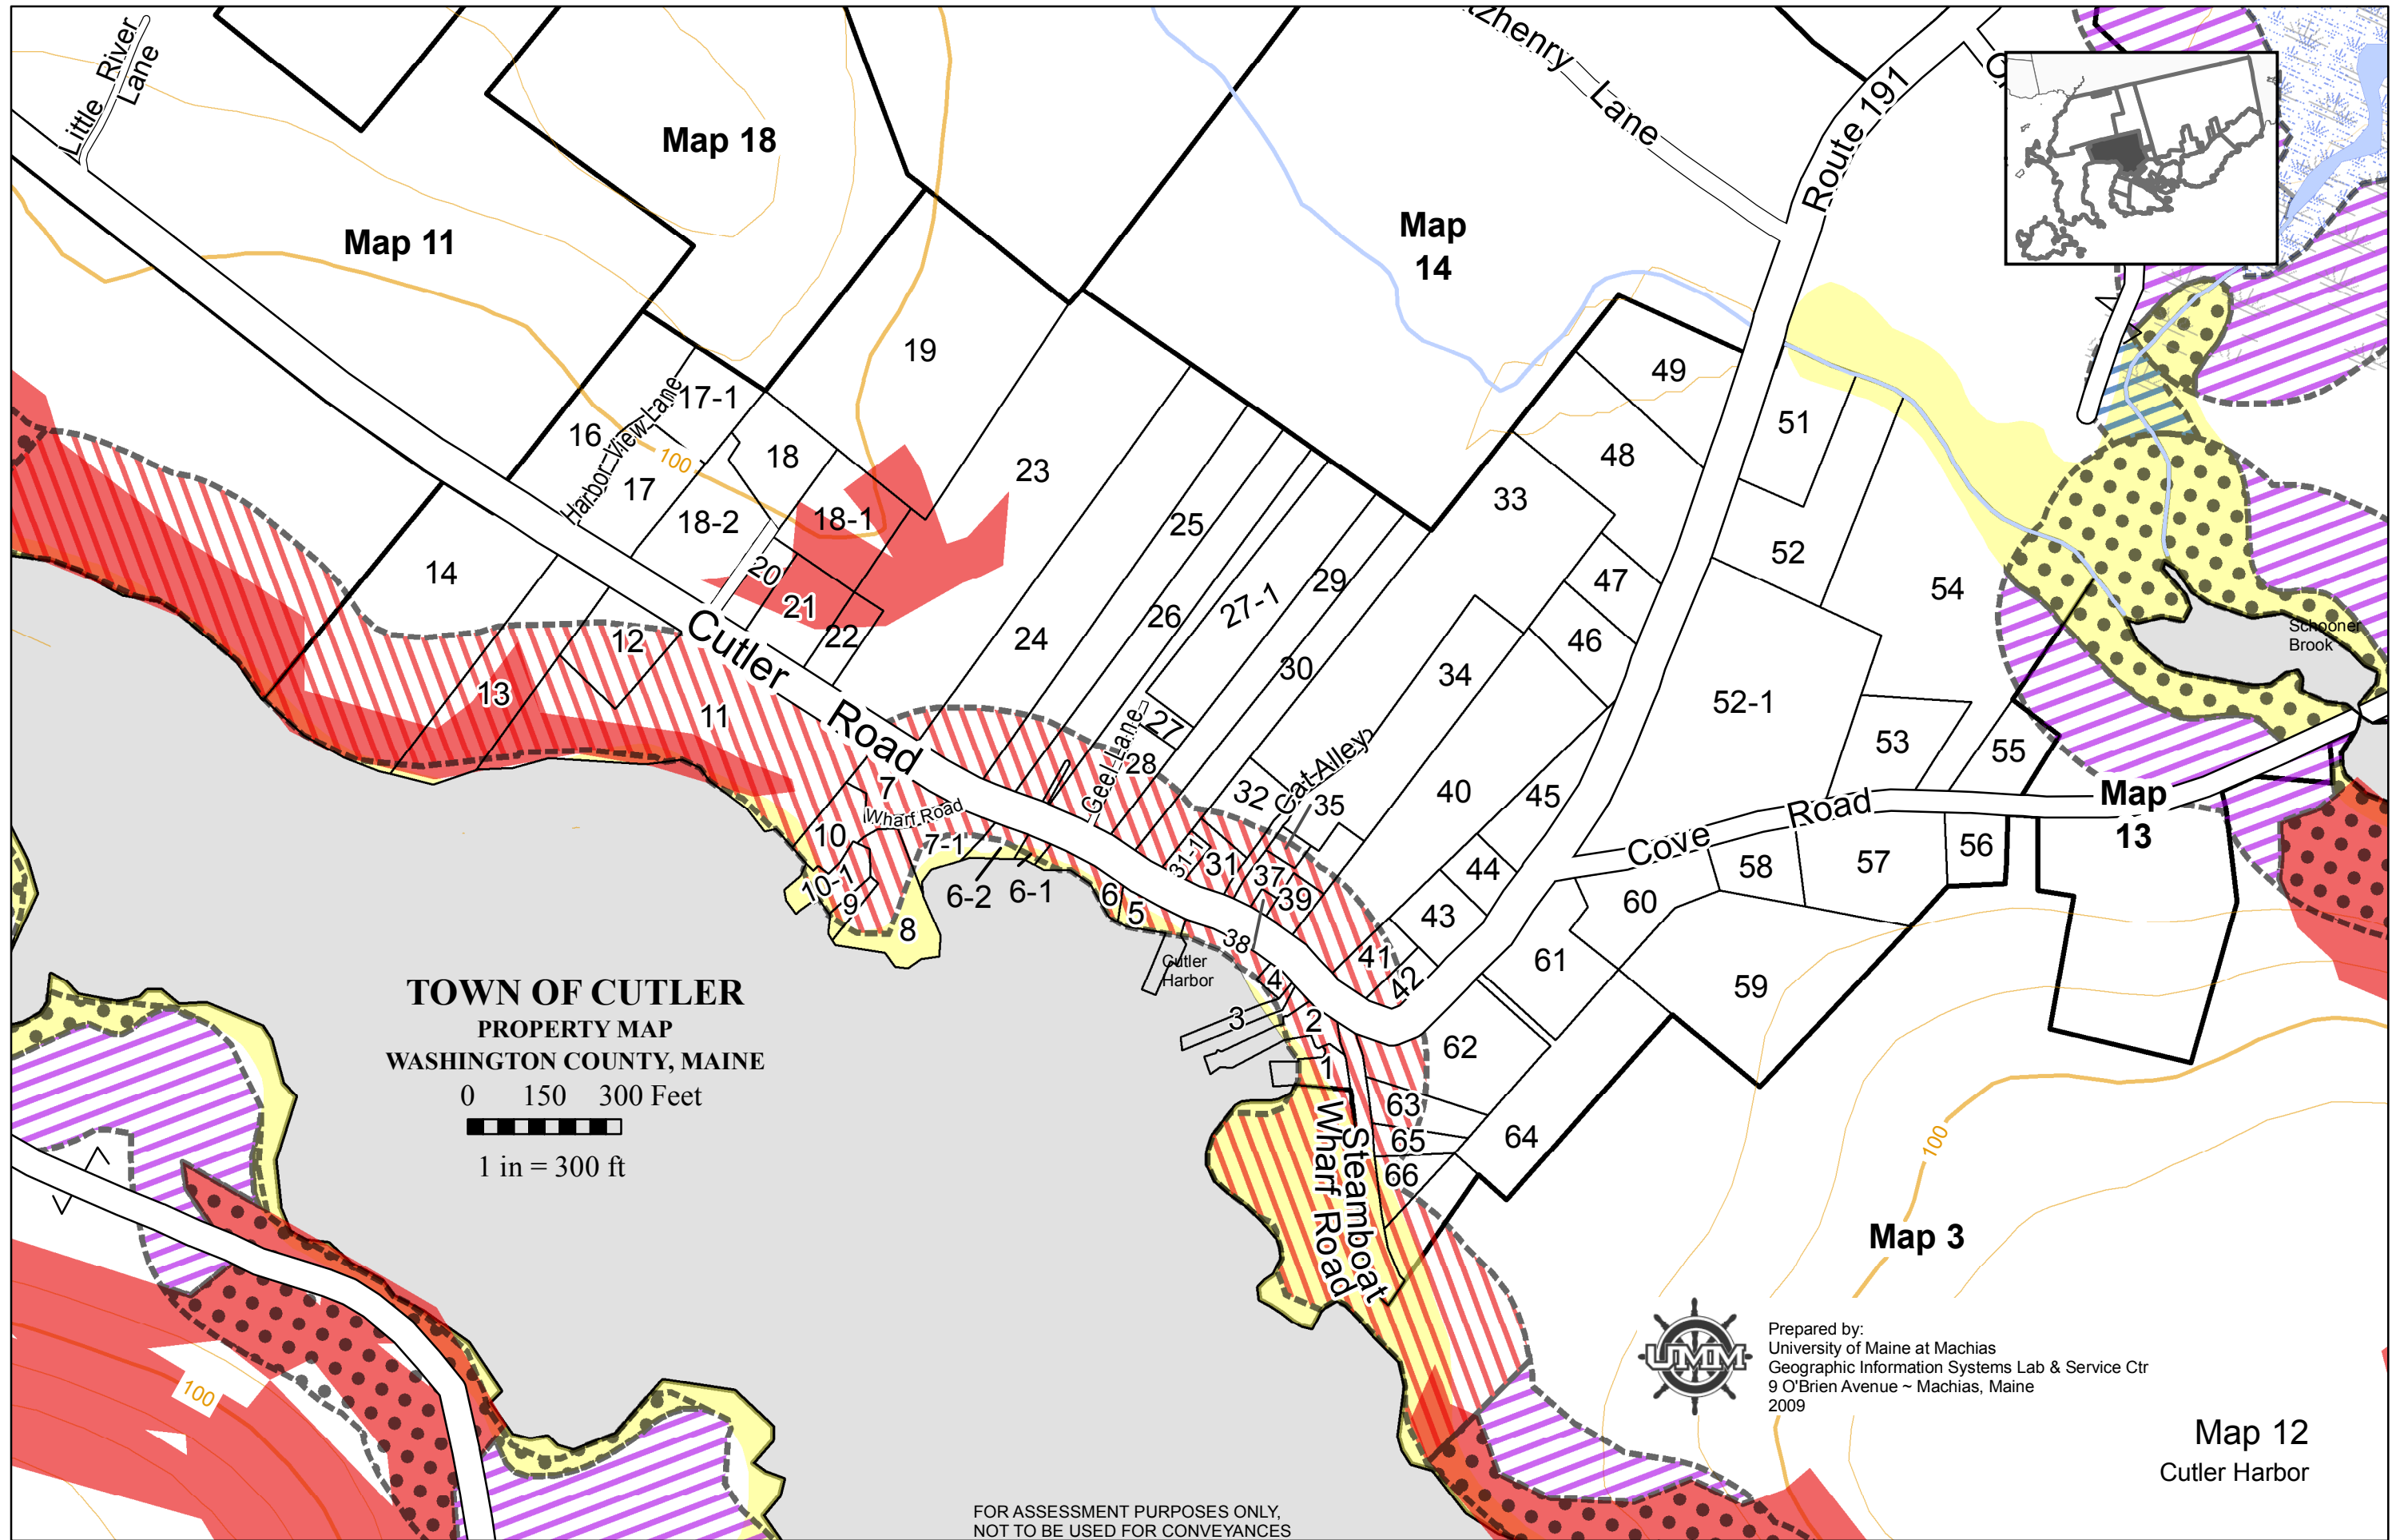 Little River
Lane
Map 18
Map 11
Map
14
Lane
Route 191
19
49
17-1
16
Harbor View Lane
100
17
18
18-2
18-1
23
51
48
33
25
52
47
14
20
21
22
29
27-1
26
54
46
12
24
30
34
Schooner
Brook
13
11
52-1
Cutler
Road
27
Geel Lane
28
53
55
7
Wharf Road
32
Cat Alley
35
40
45
Map
13
10
7-1
Cove
Road
10-1
9
8
6-2
6-1
6
5
31-1
31
37
39
44
43
58
57
56
60
38
41
42
61
59
Cutler
Harbor
4
3
2
1
62
63
65
66
64
Steamboat
Wharf Road
TOWN OF CUTLER
PROPERTY MAP
WASHINGTON COUNTY, MAINE
0 150 300 Feet
1 in = 300 ft
100
100
Map 3
UMM
Prepared by:
University of Maine at Machias
Geographic Information Systems Lab & Service Ctr
9 O'Brien Avenue ~ Machias, Maine
2009
Map 12
Cutler Harbor
FOR ASSESSMENT PURPOSES ONLY,
NOT TO BE USED FOR CONVEYANCES